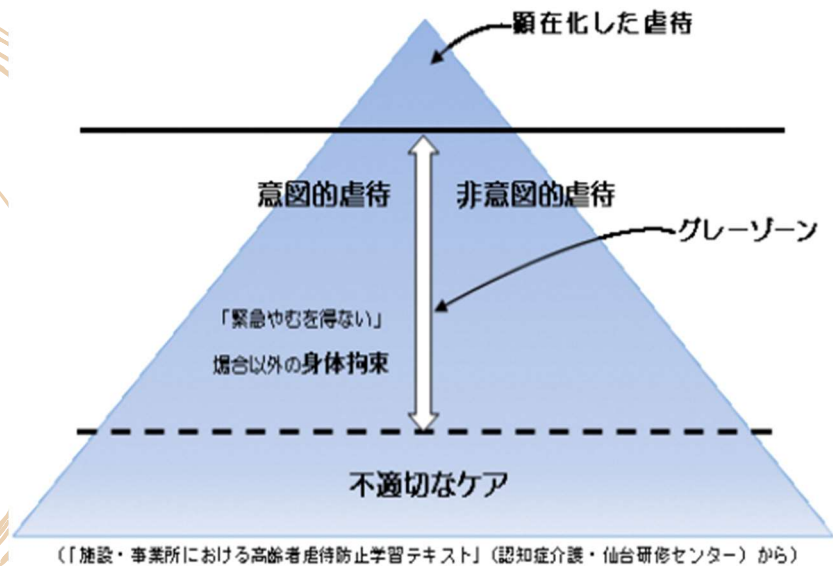 顕在化した虐待
意図的虐待
非意図的虐待
グレーゾーン
「緊急やむを得ない」
場合以外の身体拘束
不適切なケア
(「施設・事業所における高齢者虐待防止学習テキスト」(認知症介護・仙台研修センター)から)